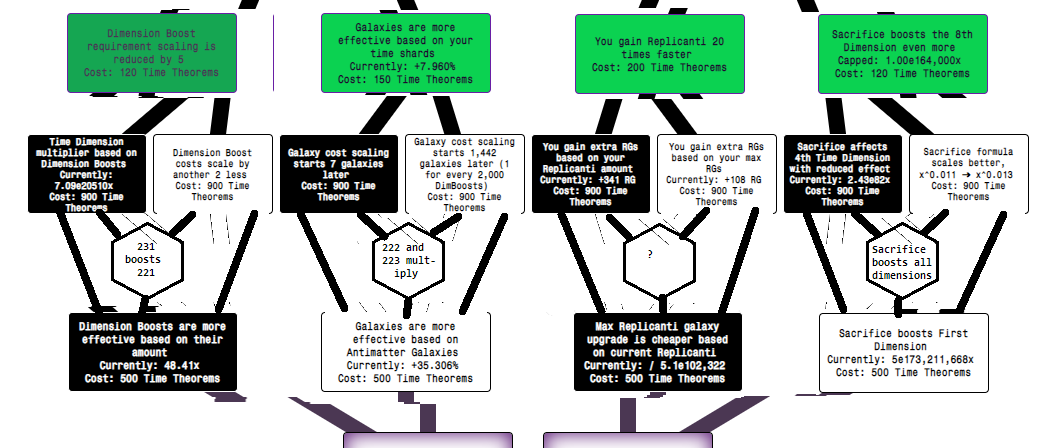 Dimension Boost
requirement scaling is
reduced by 5
Cost: 120 Time Theorems
Galaxies are more
effective based on your
time shards
Currently: +7.960%
Cost: 150 Time Theorems
You gain Replicanti 20
times faster
Cost: 200 Time Theorems
Sacrifice boosts the 8th
Dimension even more
Capped: 1.00e164,000x
Cost: 120 Time Theorems
Time Dimension
multiplier based on
Dimension Boosts
Currently:
7.09e20510x
Cost: 900 Time
Theorems
Dimension Boost
costs scale by
another 2 less
Cost: 900 Time
Theorems
Galaxy cost scaling
starts 7 galaxies
later
Cost: 900 Time
Theorems
Galaxy cost scaling
starts 1,442
galaxies later (1
for every 2,000
DimBoosts)
Cost: 900 Time
Theorems
You gain extra RGs
based on your
Replicanti amount
Currently: +341 RG
Cost: 900 Time
Theorems
You gain extra RGs
based on your max
RGs
Currently: +108 RG
Cost: 900 Time
Theorems
Sacrifice affects
4th Time Dimension
with reduced effect
Currently: 2.43e82x
Cost: 900 Time
Theorems
Sacrifice formula
scales better,
x^0.011 → x^0.013
Cost: 900 Time
Theorems
231
boosts
221
222 and
223 mult-
iply
?
Sacrifice
boosts all
dimensions
Dimension Boosts are more
effective based on their
amount
Currently: 48.41x
Cost: 500 Time Theorems
Galaxies are more
effective based on
Antimatter Galaxies
Currently: +35.306%
Cost: 500 Time Theorems
Max Replicanti galaxy
upgrade is cheaper based
on current Replicanti
Currently: / 5.1e102,322
Cost: 500 Time Theorems
Sacrifice boosts First
Dimension
Currently: 5e173,211,668x
Cost: 500 Time Theorems